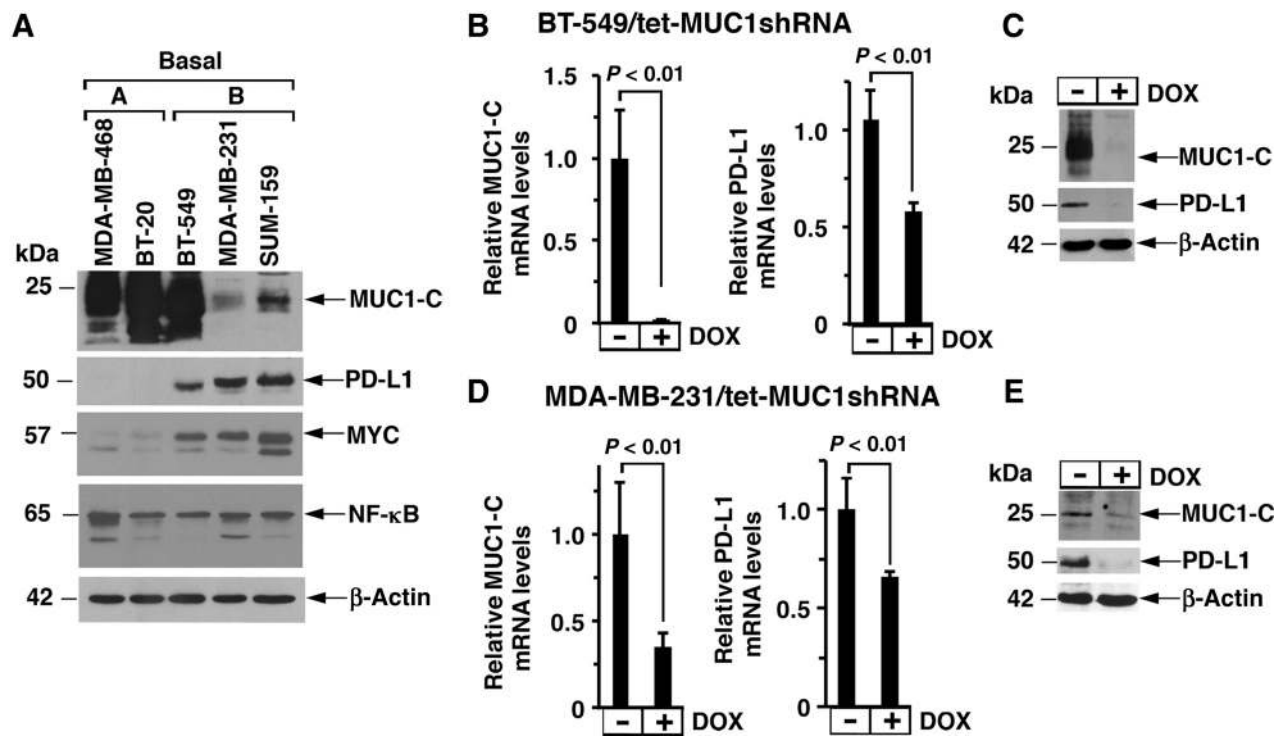 A
Basal
A B
MDA-MB-468
BT-20
BT-549
MDA-MB-231
SUM-159
kDa
25
MUC1-C
50
PD-L1
57
MYC
65
NF-κB
42
β-Actin
B BT-549/tet-MUC1shRNA
Relative MUC1-C
mRNA levels
1.5
1.0
0.5
0
P < 0.01
- + DOX
Relative PD-L1
mRNA levels
1.0
0.5
0
P < 0.01
- + DOX
C
kDa - + DOX
25
MUC1-C
50
PD-L1
42
β-Actin
D MDA-MB-231/tet-MUC1shRNA
Relative MUC1-C
mRNA levels
1.0
0.5
0
P < 0.01
- + DOX
Relative PD-L1
mRNA levels
1.0
0.5
0
P < 0.01
- + DOX
E
kDa - + DOX
25
MUC1-C
50
PD-L1
42
β-Actin